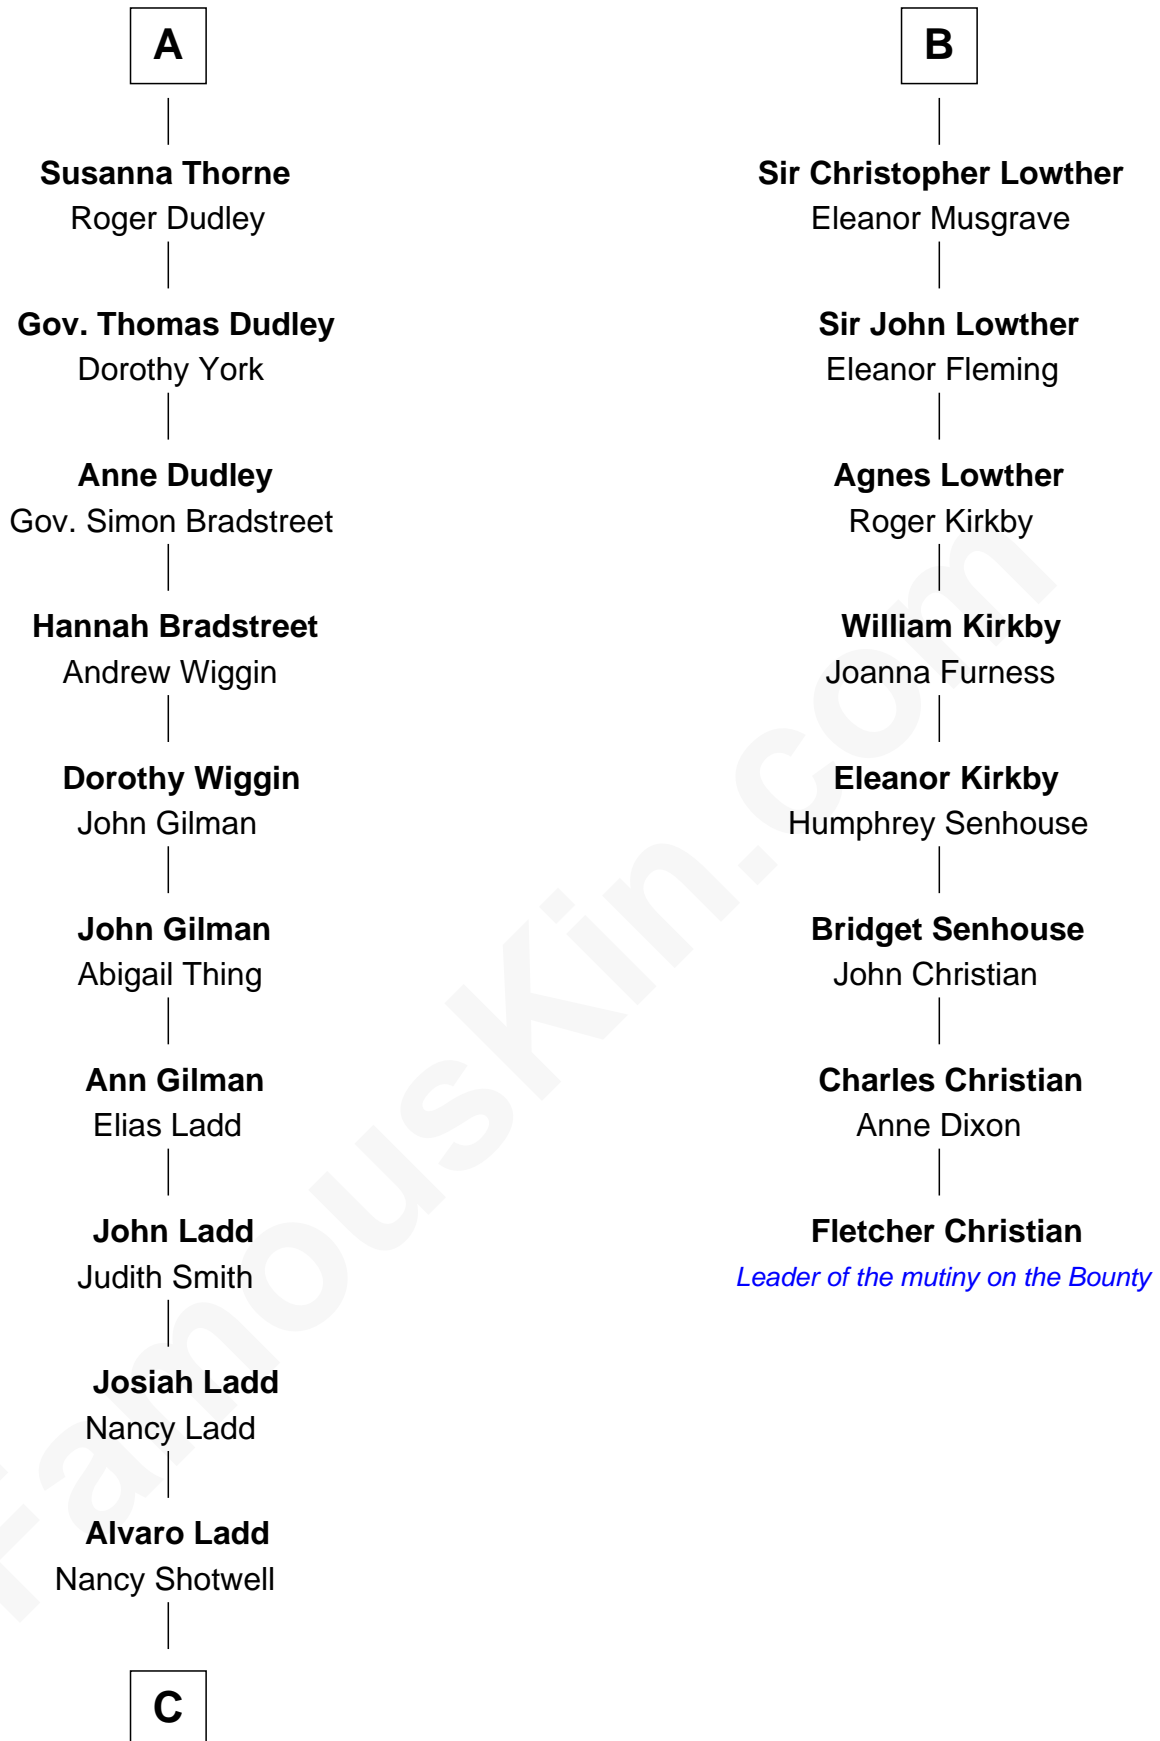 A
Susanna Thorne
Roger Dudley
Gov. Thomas Dudley
Dorothy York
Anne Dudley
Gov. Simon Bradstreet
Hannah Bradstreet
Andrew Wiggin
Dorothy Wiggin
John Gilman
John Gilman
Abigail Thing
Ann Gilman
Elias Ladd
John Ladd
Judith Smith
Josiah Ladd
Nancy Ladd
Alvaro Ladd
Nancy Shotwell
C
B
Sir Christopher Lowther
Eleanor Musgrave
Sir John Lowther
Eleanor Fleming
Agnes Lowther
Roger Kirkby
William Kirkby
Joanna Furness
Eleanor Kirkby
Humphrey Senhouse
Bridget Senhouse
John Christian
Charles Christian
Anne Dixon
Fletcher Christian
Leader of the mutiny on the Bounty
FamousKin.com